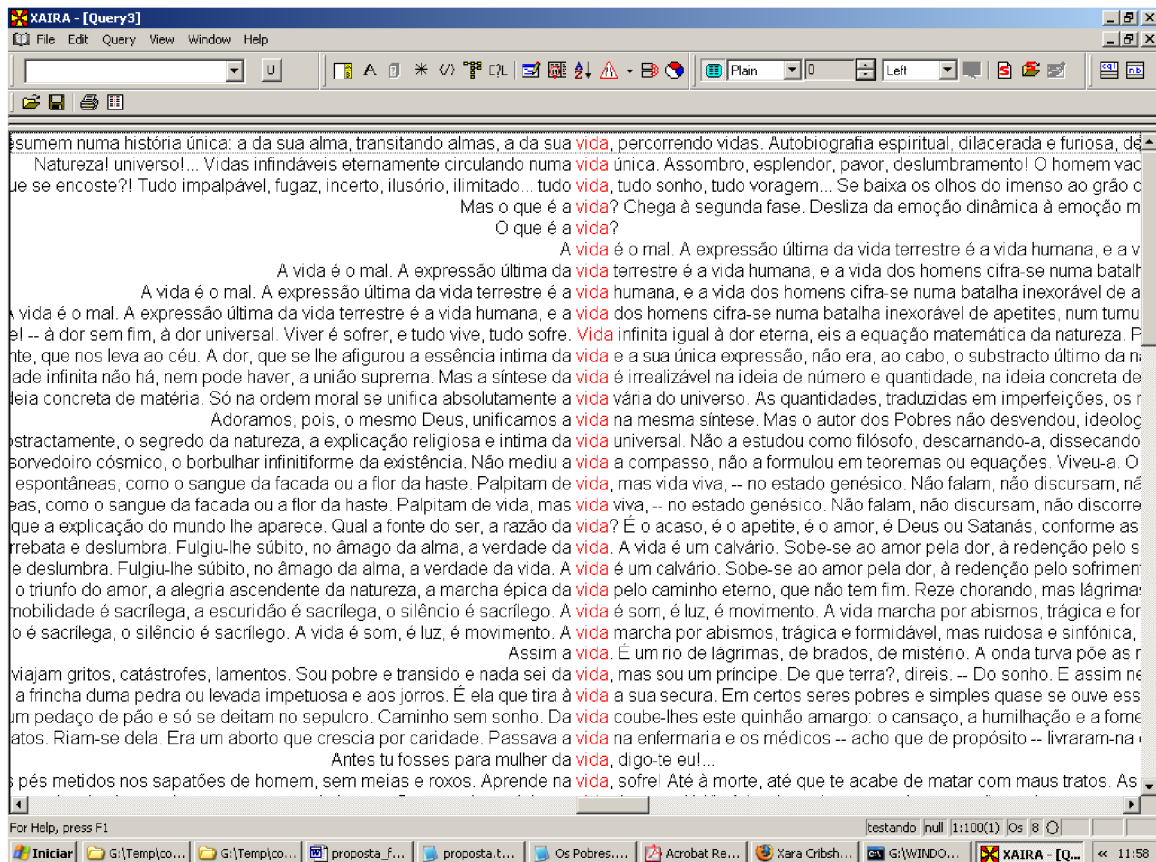 XAIRA - [Query3]
File Edit Query View Window Help
U Plain 0 Left
sumem numa história única: a da sua alma, transitando almas, a da sua vida, percorrendo vidas. Autobiografia espiritual, dilacerada e furiosa, de
Natureza! universo!... Vidas infindáveis eternamente circulando numa vida única. Assombro, esplendor, pavor, deslumbramento! O homem vac
ue se encoste?! Tudo impalpável, fugaz, incerto, ilusório, ilimitado... tudo vida, tudo sonho, tudo voragem... Se baixa os olhos do imenso ao grão
Mas o que é a vida? Chega à segunda fase. Desliza da emoção dinâmica à emoção m
O que é a vida?
A vida é o mal. A expressão última da vida terrestre é a vida humana, e a v
A vida é o mal. A expressão última da vida terrestre é a vida humana, e a vida dos homens cifra-se numa batalh
A vida é o mal. A expressão última da vida terrestre é a vida humana, e a vida dos homens cifra-se numa batalha inexorável de a
A vida é o mal. A expressão última da vida terrestre é a vida humana, e a vida dos homens cifra-se numa batalha inexorável de apetites, num tumu
el -- à dor sem fim, à dor universal. Viver é sofrer, e tudo vive, tudo sofre. Vida infinita igual à dor eterna, eis a equação matemática da natureza. P
nte, que nos leva ao céu. A dor, que se lhe afigurou a essência intima da vida e a sua única expressão, não era, ao cabo, o substracto último da na
ade infinita não há, nem pode haver, a união suprema. Mas a síntese da vida é irrealizável na ideia de número e quantidade, na ideia concreta de
deia concreta de matéria. Só na ordem moral se unifica absolutamente a vida vária do universo. As quantidades, traduzidas em imperfeições, os
Adoramos, pois, o mesmo Deus, unificamos a vida na mesma síntese. Mas o autor dos Pobres não desvendou, ideolog
stractamente, o segredo da natureza, a explicação religiosa e intima da vida universal. Não a estudou como filósofo, descarnando-a, dissecando
sorvedoiro cósmico, o borbulhar infinitiforme da existência. Não mediu a vida a compasso, não a formulou em teoremas ou equações. Viveu-a. O
espontâneas, como o sangue da facada ou a flor da haste. Palpitam de vida, mas vida viva, -- no estado genésico. Não falam, não discursam, nã
eas, como o sangue da facada ou a flor da haste. Palpitam de vida, mas vida viva, -- no estado genésico. Não falam, não discursam, não discorre
que a explicação do mundo lhe aparece. Qual a fonte do ser, a razão da vida? É o acaso, é o apetite, é o amor, é Deus ou Satanás, conforme as
rrebata e deslumbra. Fulgiu-lhe súbito, no âmago da alma, a verdade da vida. A vida é um calvário. Sobe-se ao amor pela dor, à redenção pelo s
e deslumbra. Fulgiu-lhe súbito, no âmago da alma, a verdade da vida. A vida é um calvário. Sobe-se ao amor pela dor, à redenção pelo sofrimen
o triunfo do amor, a alegria ascendente da natureza, a marcha épica da vida pelo caminho eterno, que não tem fim. Reze chorando, mas lágrima
mobilidade é sacrílega, a escuridão é sacrílega, o silêncio é sacrílego. A vida é som, é luz, é movimento. A vida marcha por abismos, trágica e for
o é sacrílega, o silêncio é sacrílego. A vida é som, é luz, é movimento. A vida marcha por abismos, trágica e formidável, mas ruidosa e sinfónica,
Assim a vida. É um rio de lágrimas, de brados, de mistério. A onda turva põe as
viajam gritos, catástrofes, lamentos. Sou pobre e transido e nada sei da vida, mas sou um príncipe. De que terra?, direis. -- Do sonho. E assim ne
a frincha duma pedra ou levada impetuosa e aos jorros. É ela que tira à vida a sua secura. Em certos seres pobres e simples quase se ouve ess
um pedaço de pão e só se deitam no sepulcro. Caminho sem sonho. Da vida coube-lhes este quinhão amargo: o cansaço, a humilhação e a fome
atos. Riam-se dela. Era um aborto que crescia por caridade. Passava a vida na enfermaria e os médicos -- acho que de propósito -- livraram-na
Antes tu fosses para mulher da vida, digo-te eu!...
s pés metidos nos sapatões de homem, sem meias e roxos. Aprende na vida, sofre! Até à morte, até que te acabe de matar com maus tratos. As
For Help, press F1 testando null 1:100(1) Os 8
Iniciar G:\Temp\co... G:\Temp\co... proposta_f... proposta.t... Os Pobres.... Acrobat Re... Xara Cribsh... G:\WINDO... XAIRA - [Q... « 11:58